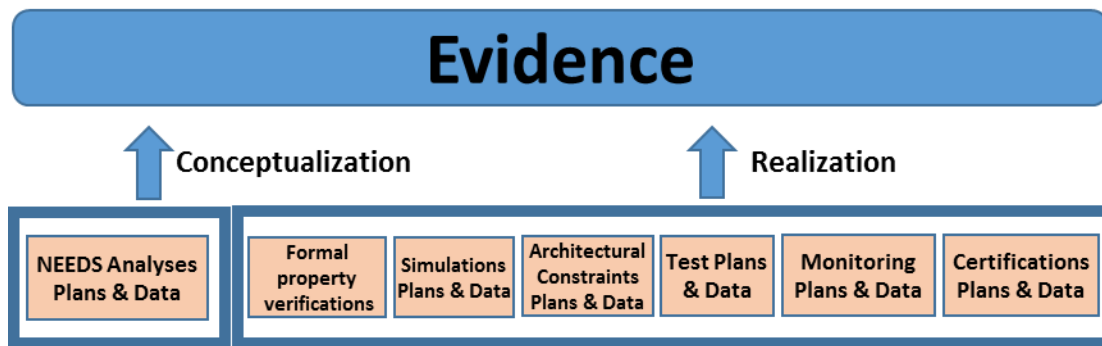 Evidence
Conceptualization
Realization
NEEDS Analyses
Plans & Data
Formal
property
verifications
Simulations
Plans & Data
Architectural
Constraints
Plans & Data
Test Plans
& Data
Monitoring
Plans & Data
Certifications
Plans & Data